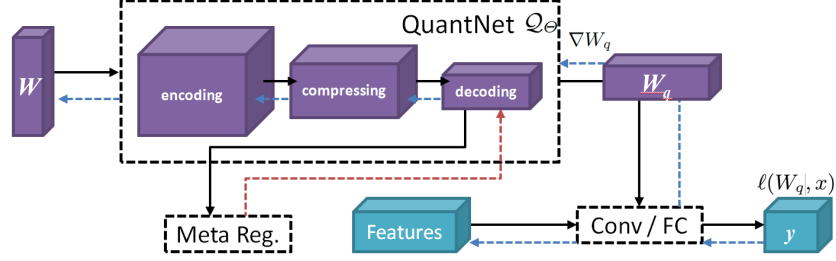 QuantNet 𝒬_Θ
∇W_q
W
encoding
compressing
decoding
W_q
ℓ(W_q|, x)
Meta Reg.
Features
Conv / FC
y